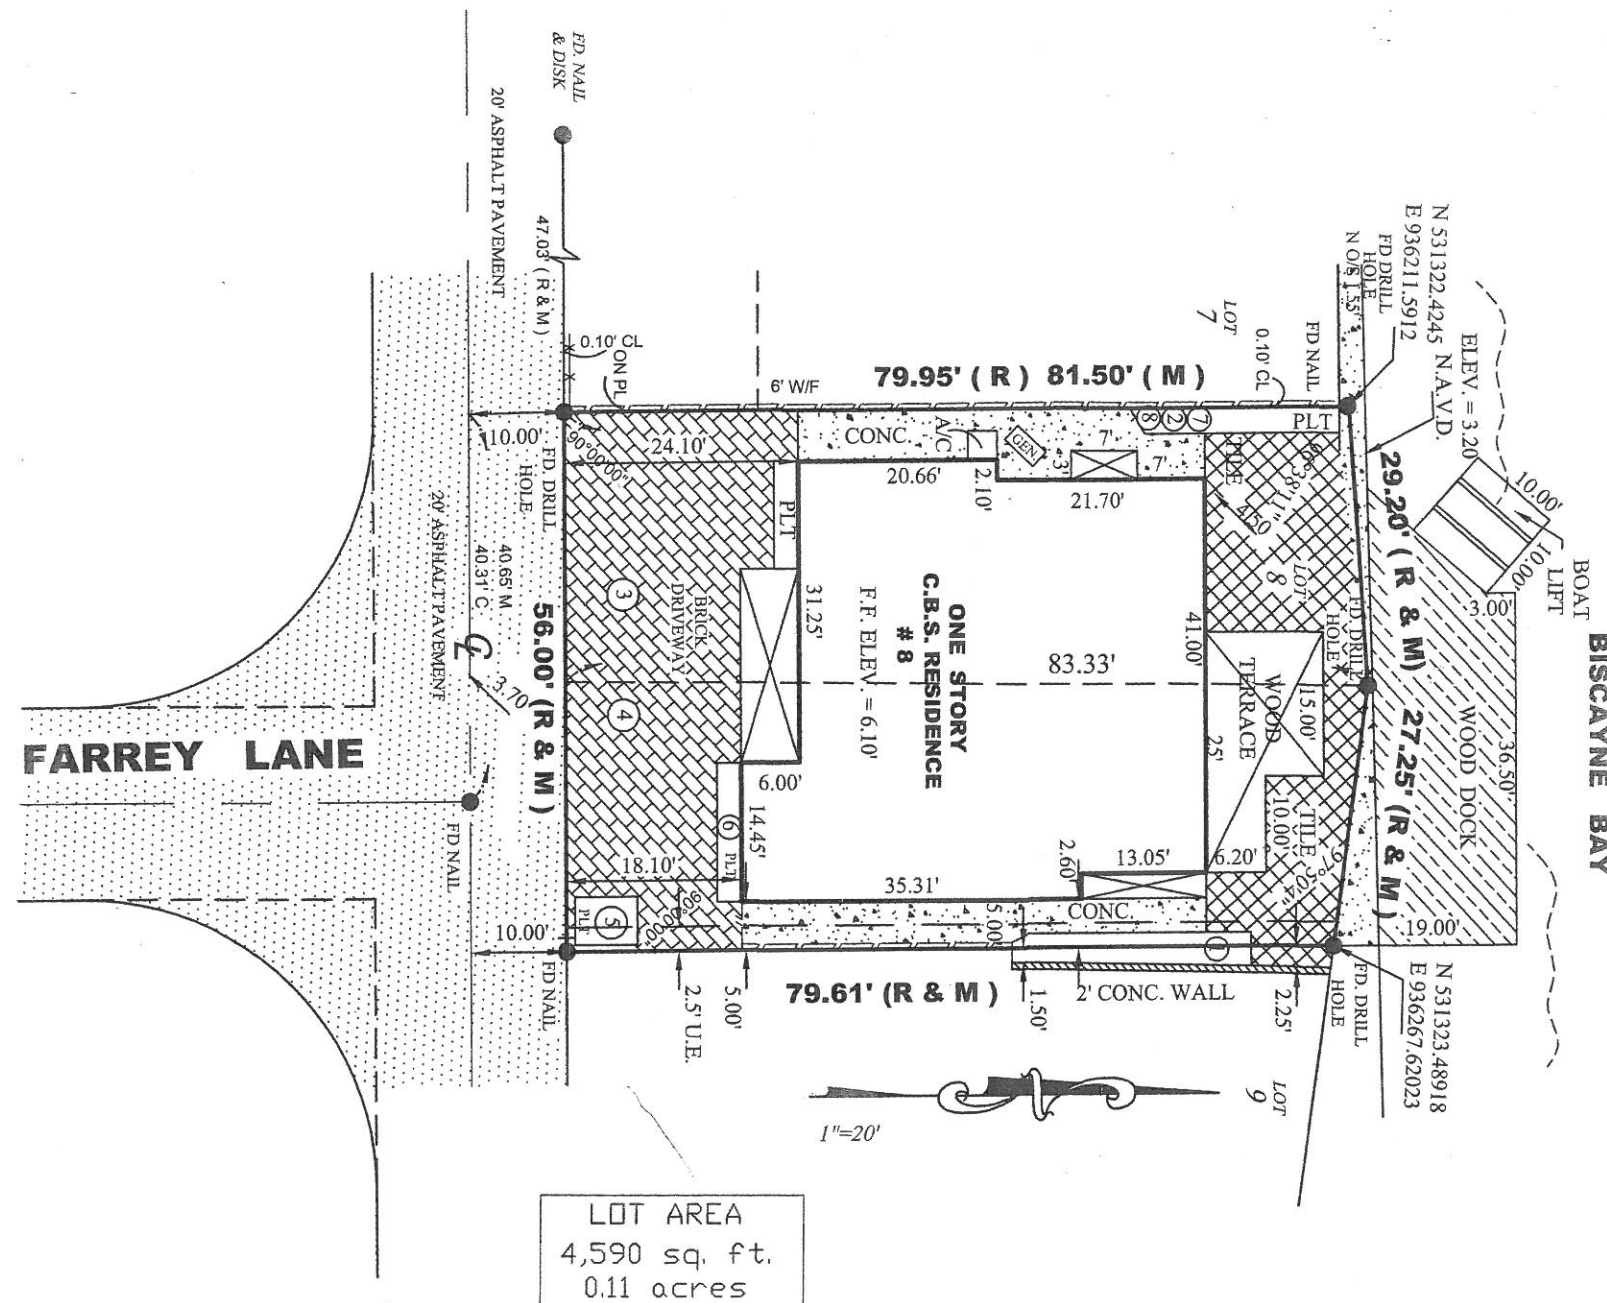 FD. NAIL
& DISK
20' ASPHALT PAVEMENT
47.03' ( R & M )
0.10' CL
ON PL
6' W/F
79.95' ( R ) 81.50' ( M )
LOT
7
0.10' CL
FD NAIL
N 531322.4245
E 936211.5912
FD DRILL
HOLE
N O/S 1.55'
ELEV. = 3.20'
N.A.V.D.
10.00'
10.00'
BOAT
LIFT
3.00'
BISCAYNE BAY
10.00'
90°00'00"
FD. DRILL
HOLE
24.10'
CONC.
A/C
GEN.
7'
3'
7'
8
2
7
PLT
TILE
20.66'
2.10'
21.70'
4.50
LOT
8
29.20' ( R & M)
27.25' ( R & M )
20' ASPHALT PAVEMENT
40.65' M
40.31' C
CL
3.70'
56.00' (R & M )
PLT
3
BRICK
DRIVEWAY
4
31.25'
F.F. ELEV. = 6.10'
ONE STORY
C.B.S. RESIDENCE
# 8
83.33'
41.00'
25'
WOOD
TERRACE
15.00'
FD. DRILL
HOLE
WOOD DOCK
36.50'
FARREY LANE
FD NAIL
6.00'
14.45'
6
PLT
18.10'
2.60'
13.05'
6.20'
TILE
10.00'
35.31'
CONC.
5.00'
19.00'
10.00'
PLT
5
90°00'00"
1
FD NAIL
2.5' U.E.
5.00'
79.61' (R & M )
1.50'
2' CONC. WALL
2.25'
FD. DRILL
HOLE
N 531323.48918
E 936267.62023
LOT
9
1"=20'
LOT AREA
4,590 sq. ft.
0.11 acres